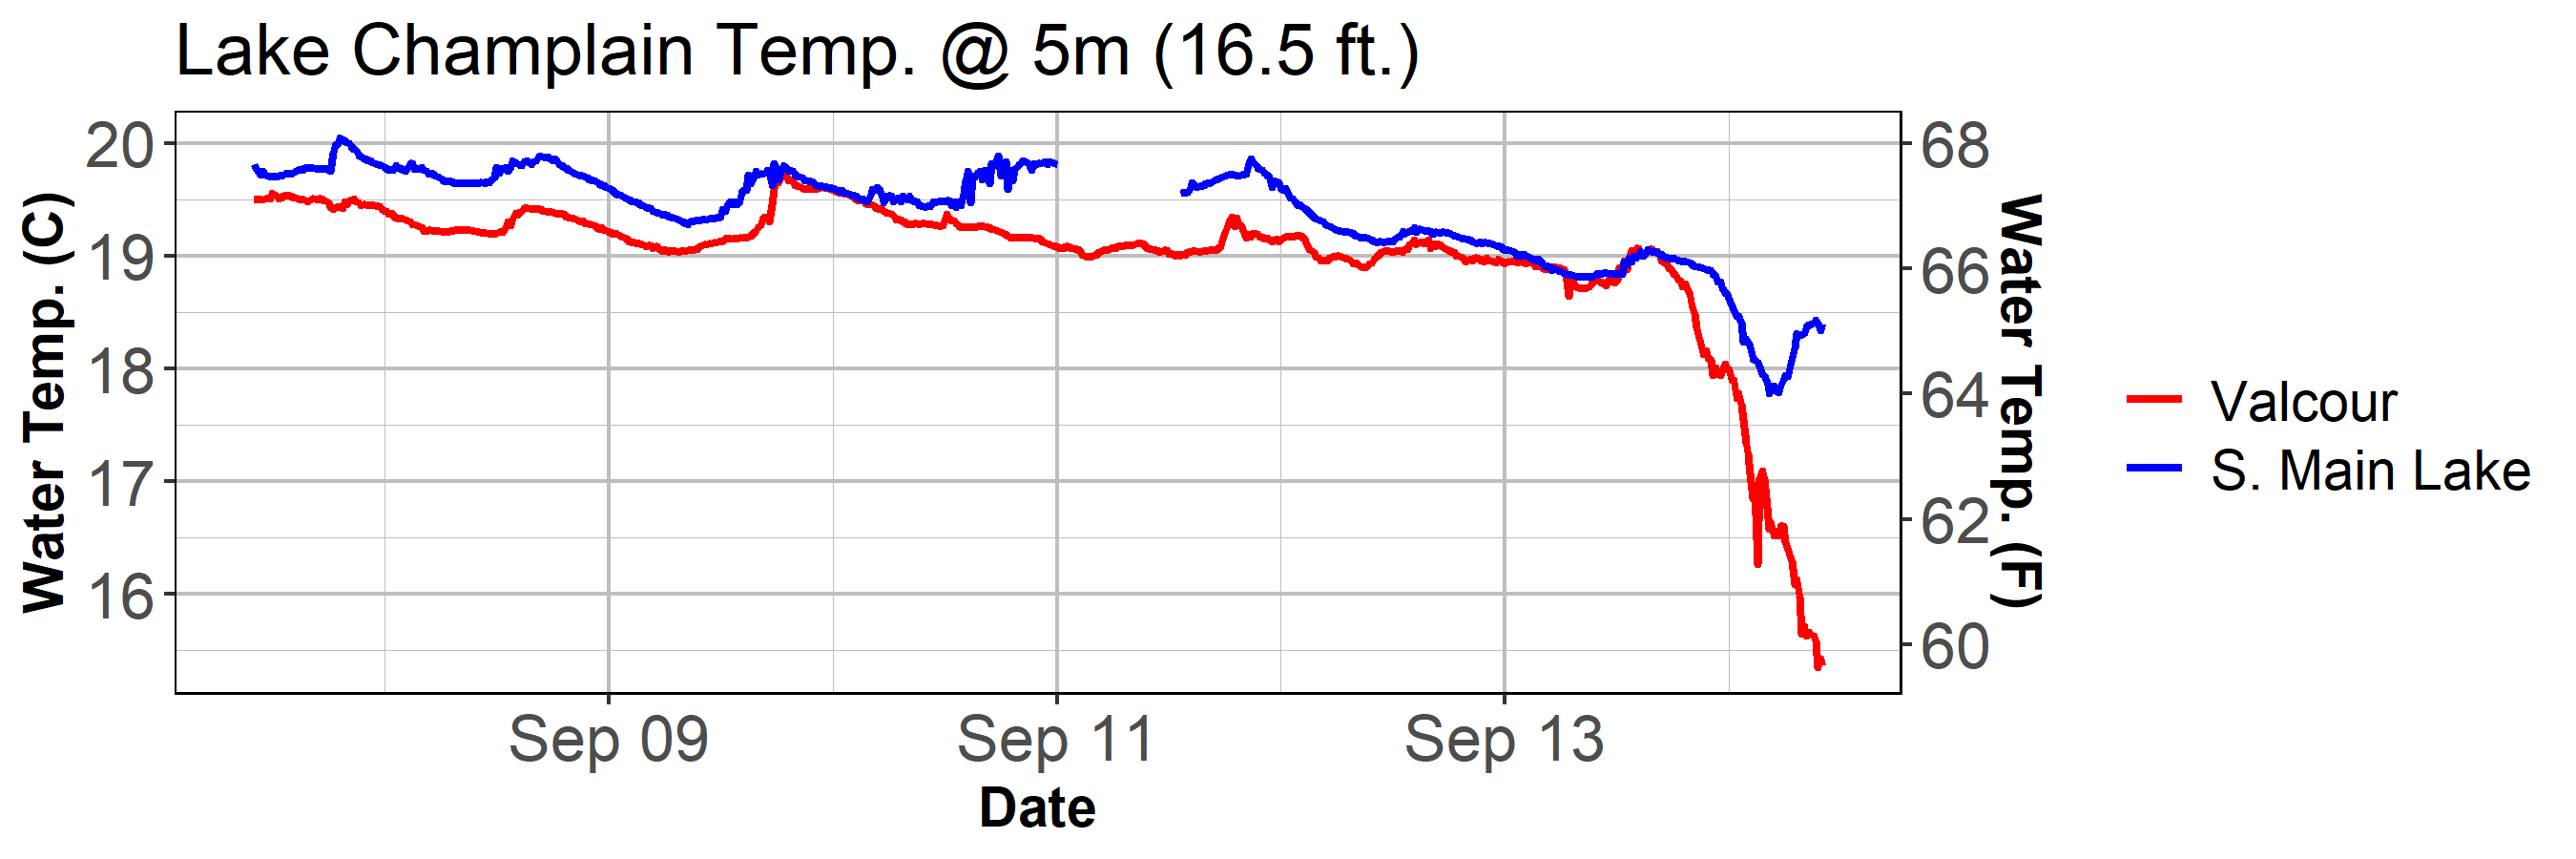 Lake Champlain Temp. @ 5m (16.5 ft.)
Water Temp. (C)
20
19
18
17
16
68
66
64
62
60
Water Temp. (F)
Sep 09
Sep 11
Sep 13
Date
Valcour
S. Main Lake